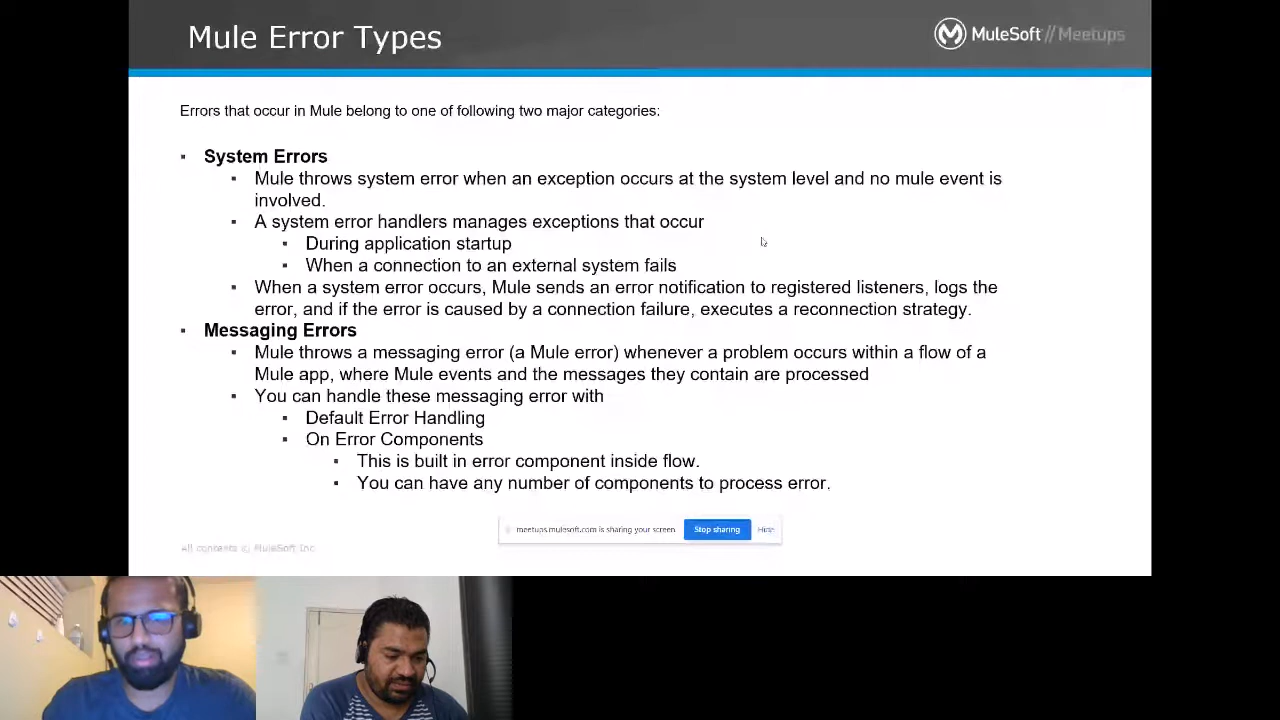 Mule Error Types
MuleSoft // Meetups
Errors that occur in Mule belong to one of following two major categories:
System Errors
Mule throws system error when an exception occurs at the system level and no mule event is
involved.
A system error handlers manages exceptions that occur
During application startup
When a connection to an external system fails
When a system error occurs, Mule sends an error notification to registered listeners, logs the
error, and if the error is caused by a connection failure, executes a reconnection strategy.
Messaging Errors
Mule throws a messaging error (a Mule error) whenever a problem occurs within a flow of a
Mule app, where Mule events and the messages they contain are processed
You can handle these messaging error with
Default Error Handling
On Error Components
This is built in error component inside flow.
You can have any number of components to process error.
meetups.mulesoft.com is sharing your screen Stop sharing Hide
All contents © MuleSoft Inc